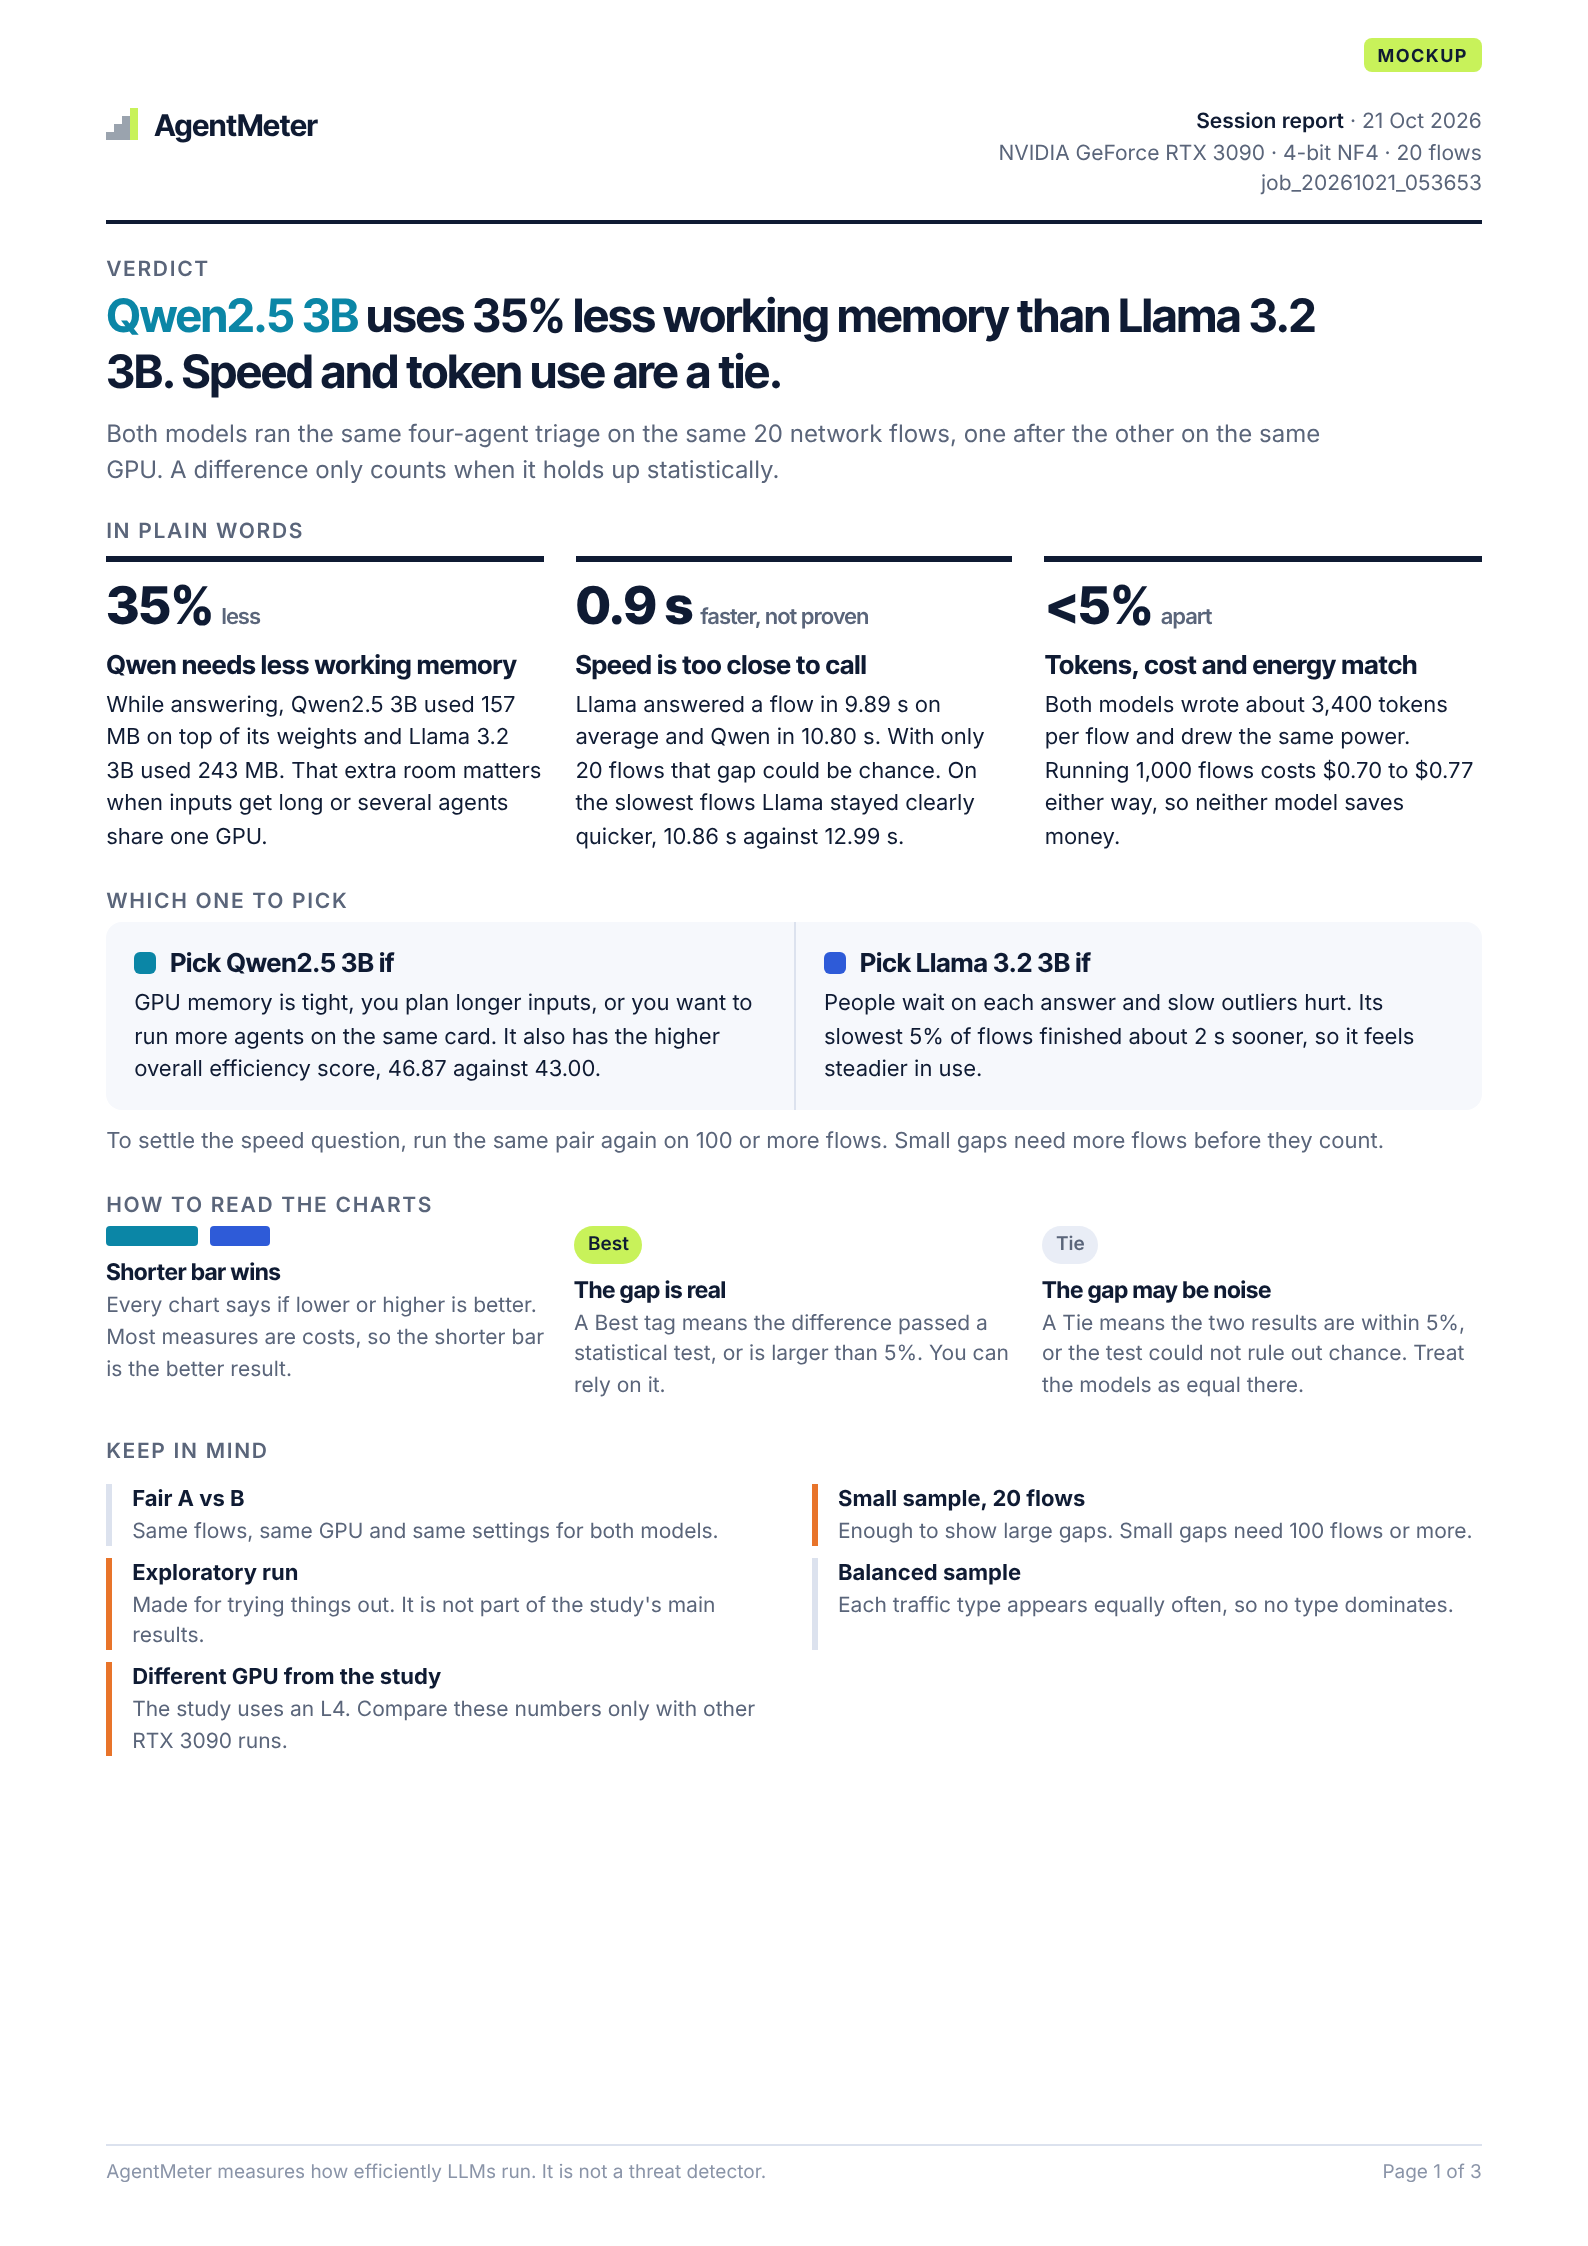 MOCKUP
AgentMeter
Session report · 21 Oct 2026
NVIDIA GeForce RTX 3090 · 4-bit NF4 · 20 flows
job_20261021_053653
VERDICT
Qwen2.5 3B uses 35% less working memory than Llama 3.2
3B. Speed and token use are a tie.
Both models ran the same four-agent triage on the same 20 network flows, one after the other on the same
GPU. A difference only counts when it holds up statistically.
IN PLAIN WORDS
35% less
Qwen needs less working memory
While answering, Qwen2.5 3B used 157
MB on top of its weights and Llama 3.2
3B used 243 MB. That extra room matters
when inputs get long or several agents
share one GPU.
0.9 s faster, not proven
Speed is too close to call
Llama answered a flow in 9.89 s on
average and Qwen in 10.80 s. With only
20 flows that gap could be chance. On
the slowest flows Llama stayed clearly
quicker, 10.86 s against 12.99 s.
<5% apart
Tokens, cost and energy match
Both models wrote about 3,400 tokens
per flow and drew the same power.
Running 1,000 flows costs $0.70 to $0.77
either way, so neither model saves
money.
WHICH ONE TO PICK
Pick Qwen2.5 3B if
GPU memory is tight, you plan longer inputs, or you want to
run more agents on the same card. It also has the higher
overall efficiency score, 46.87 against 43.00.
Pick Llama 3.2 3B if
People wait on each answer and slow outliers hurt. Its
slowest 5% of flows finished about 2 s sooner, so it feels
steadier in use.
To settle the speed question, run the same pair again on 100 or more flows. Small gaps need more flows before they count.
HOW TO READ THE CHARTS
Shorter bar wins
Every chart says if lower or higher is better.
Most measures are costs, so the shorter bar
is the better result.
Best
The gap is real
A Best tag means the difference passed a
statistical test, or is larger than 5%. You can
rely on it.
Tie
The gap may be noise
A Tie means the two results are within 5%,
or the test could not rule out chance. Treat
the models as equal there.
KEEP IN MIND
Fair A vs B
Same flows, same GPU and same settings for both models.
Small sample, 20 flows
Enough to show large gaps. Small gaps need 100 flows or more.
Exploratory run
Made for trying things out. It is not part of the study's main
results.
Balanced sample
Each traffic type appears equally often, so no type dominates.
Different GPU from the study
The study uses an L4. Compare these numbers only with other
RTX 3090 runs.
AgentMeter measures how efficiently LLMs run. It is not a threat detector.
Page 1 of 3